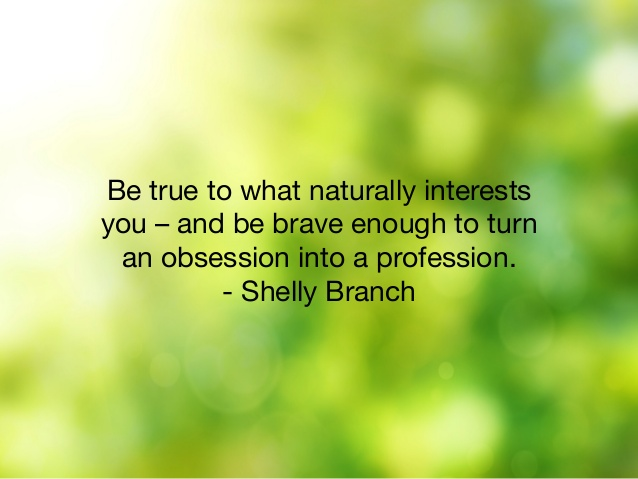 Be true to what naturally interests
you – and be brave enough to turn
an obsession into a profession.
- Shelly Branch